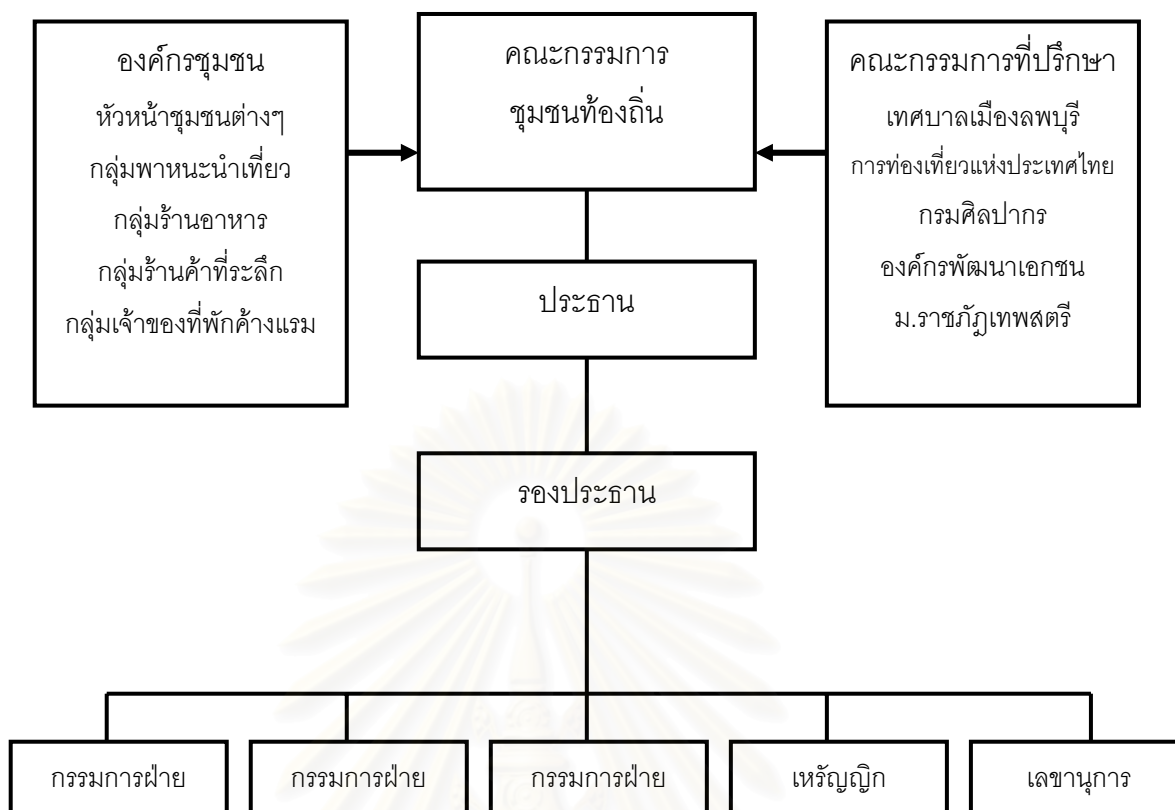 องค์กรชุมชน
หัวหน้าชุมชนต่างๆ
กลุ่มพาหนะนำเที่ยว
กลุ่มร้านอาหาร
กลุ่มร้านค้าที่ระลึก
กลุ่มเจ้าของที่พักค้างแรม
คณะกรรมการ
ชุมชนท้องถิ่น
คณะกรรมการที่ปรึกษา
เทศบาลเมืองลพบุรี
การท่องเที่ยวแห่งประเทศไทย
กรมศิลปากร
องค์กรพัฒนาเอกชน
ม.ราชภัฏเทพสตรี
ประธาน
รองประธาน
กรรมการฝ่าย
กรรมการฝ่าย
กรรมการฝ่าย
เหรัญญิก
เลขานุการ